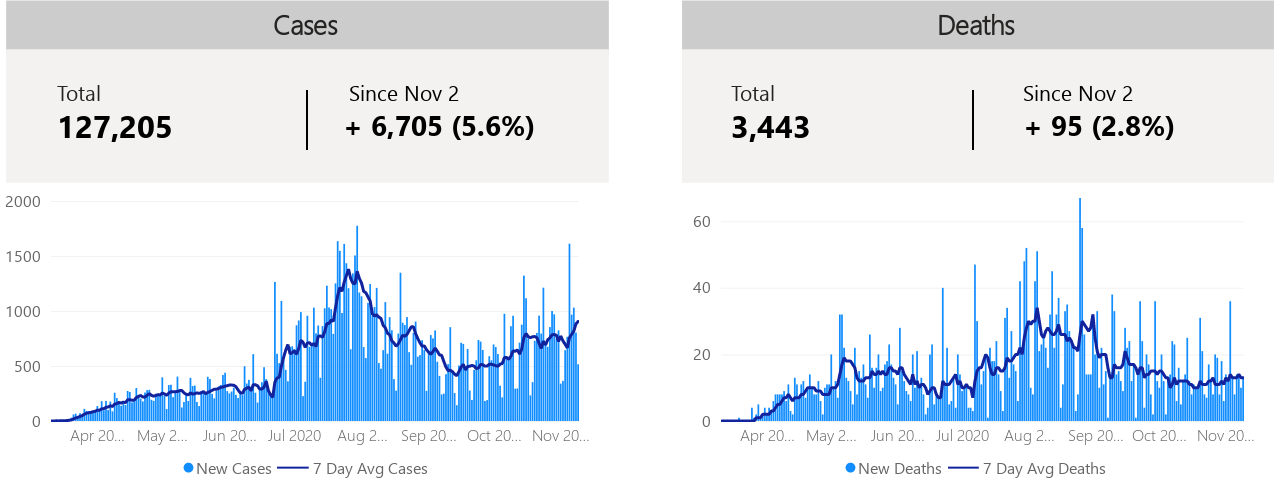 Cases
Total
127,205
Since Nov 2
+ 6,705 (5.6%)
2000
1500
1000
500
0
Apr 20...
May 2...
Jun 20...
Jul 2020
Aug 2...
Sep 20...
Oct 20...
Nov 20...
New Cases
7 Day Avg Cases
Deaths
Total
3,443
Since Nov 2
+ 95 (2.8%)
60
40
20
0
Apr 20...
May 2...
Jun 20...
Jul 2020
Aug 2...
Sep 20...
Oct 20...
Nov 20...
New Deaths
7 Day Avg Deaths